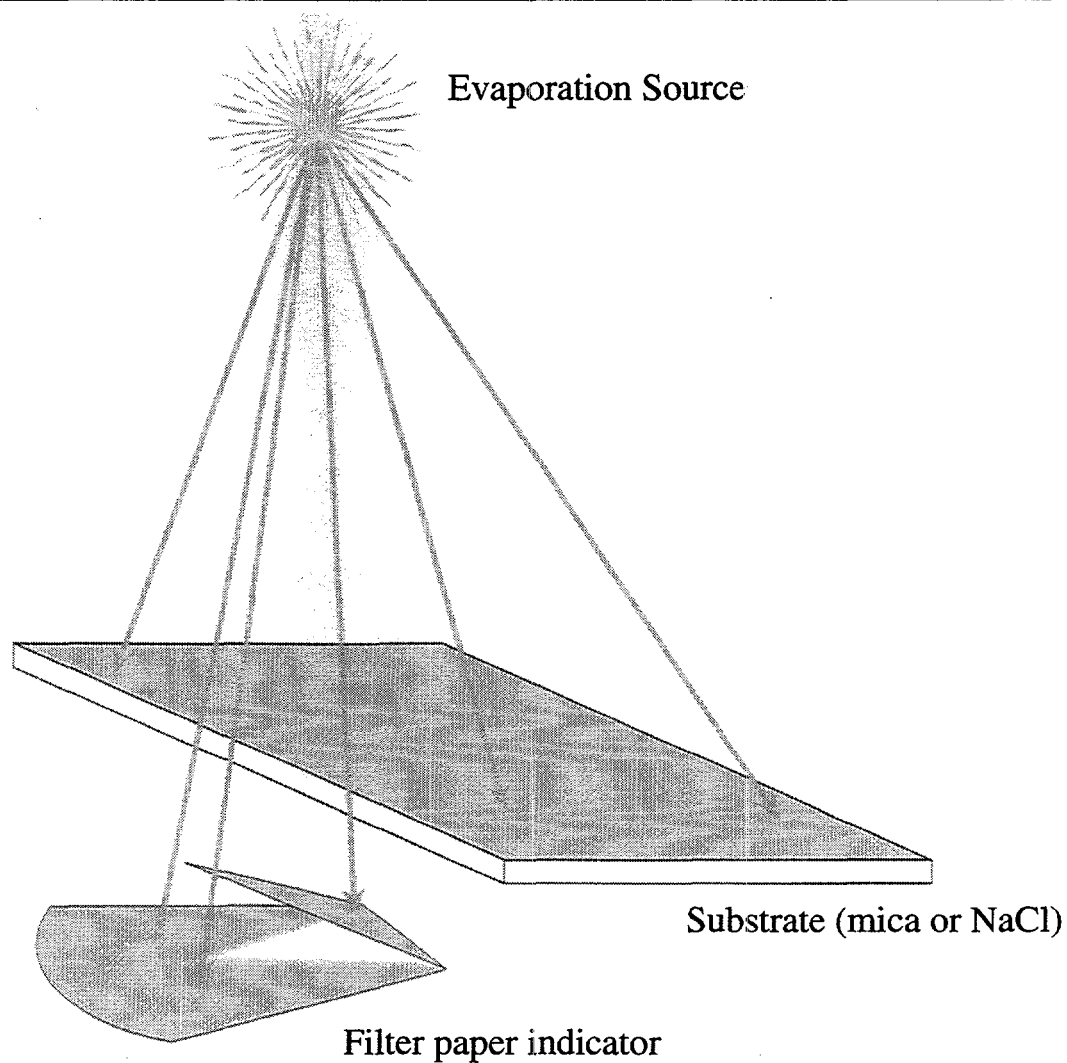 Evaporation Source
Substrate (mica or NaCl)
Filter paper indicator